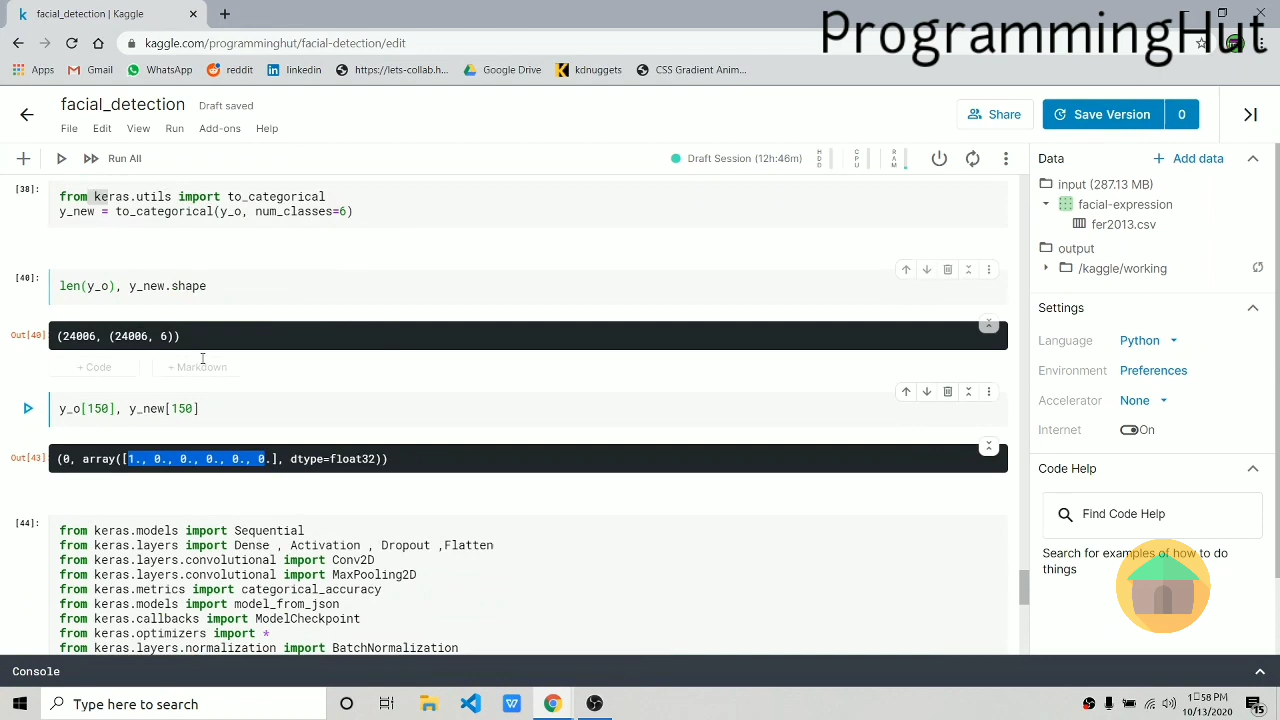 facial_detection | Kaggle
ProgrammingHut
kaggle.com/programminghut/facial-detection/edit
Apps
Gmail
WhatsApp
reddit
linkedin
https://lets-collab.h...
Google Drive
kdnuggets
CSS Gradient Anim...
facial_detection
Draft saved
File
Edit
View
Run
Add-ons
Help
Share
Save Version
0
Run All
Draft Session (12h:46m)
HDD
CPU
RAM
Data
Add data
input (287.13 MB)
facial-expression
fer2013.csv
output
/kaggle/working
Settings
Language
Python
Environment
Preferences
Accelerator
None
Internet
On
Code Help
Find Code Help
Search for examples of how to do
things
[38]:
from keras.utils import to_categorical
y_new = to_categorical(y_o, num_classes=6)
[40]:
len(y_o), y_new.shape
Out[40]
(24006, (24006, 6))
+ Code
+ Markdown
y_o[150], y_new[150]
Out[43]
(0, array([1., 0., 0., 0., 0., 0.], dtype=float32))
[44]:
from keras.models import Sequential
from keras.layers import Dense , Activation , Dropout ,Flatten
from keras.layers.convolutional import Conv2D
from keras.layers.convolutional import MaxPooling2D
from keras.metrics import categorical_accuracy
from keras.models import model_from_json
from keras.callbacks import ModelCheckpoint
from keras.optimizers import *
from keras.layers.normalization import BatchNormalization
Console
Type here to search
1:58 PM
10/13/2020
15